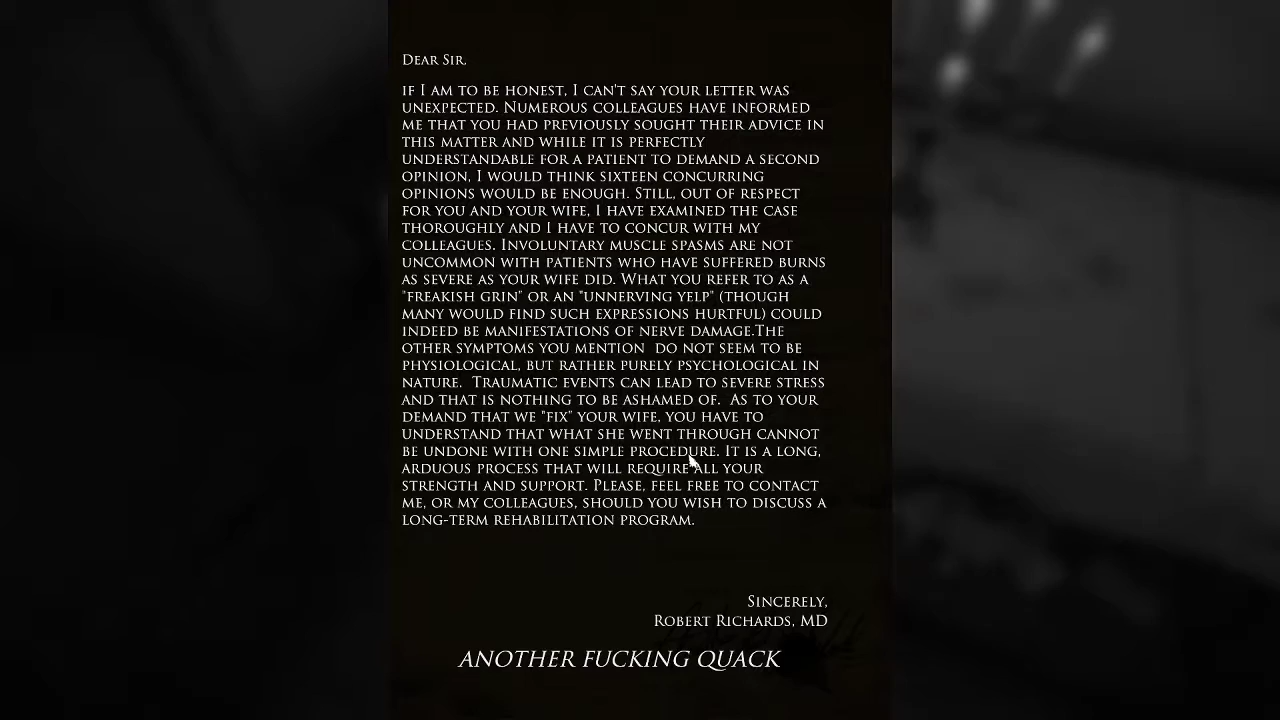 Dear Sir,
if I am to be honest, I can't say your letter was
unexpected. Numerous colleagues have informed
me that you had previously sought their advice in
this matter and while it is perfectly
understandable for a patient to demand a second
opinion, I would think sixteen concurring
opinions would be enough. Still, out of respect
for you and your wife, I have examined the case
thoroughly and I have to concur with my
colleagues. Involuntary muscle spasms are not
uncommon with patients who have suffered burns
as severe as your wife did. What you refer to as a
"freakish grin" or an "unnerving yelp" (though
many would find such expressions hurtful) could
indeed be manifestations of nerve damage.The
other symptoms you mention  do not seem to be
physiological, but rather purely psychological in
nature.  Traumatic events can lead to severe stress
and that is nothing to be ashamed of.  As to your
demand that we "fix" your wife, you have to
understand that what she went through cannot
be undone with one simple procedure. It is a long,
arduous process that will require all your
strength and support. Please, feel free to contact
me, or my colleagues, should you wish to discuss a
long-term rehabilitation program.
Sincerely,
Robert Richards, MD
ANOTHER FUCKING QUACK